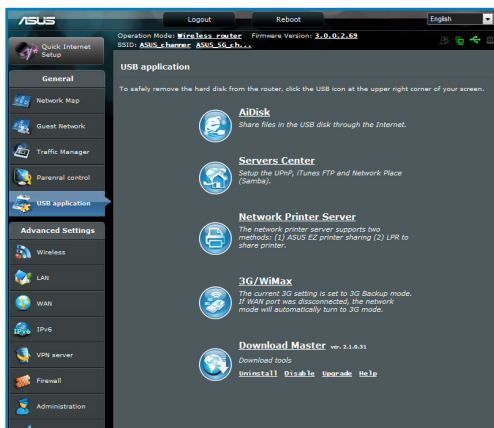 ASUS
Logout
Reboot
English
Quick Internet
Setup
Operation Mode: Wireless router Firmware Version: 3.0.0.2.69
SSID: ASUS_channer ASUS_5G_ch...
General
Network Map
Guest Network
Traffic Manager
Parenral control
USB application
Advanced Settings
Wireless
LAN
WAN
IPv6
VPN server
Firewall
Administration
USB application
To safely remove the hard disk from the router, click the USB icon at the upper right corner of your screen.
AiDisk
Share files in the USB disk through the Internet.
Servers Center
Setup the UPnP, iTunes FTP and Network Place
(Samba).
Network Printer Server
The network printer server supports two
methods: (1) ASUS EZ printer sharing (2) LPR to
share printer.
3G/WiMax
The current 3G setting is set to 3G Backup mode.
If WAN port was dissconnected, the network
mode will automatically turn to 3G mode.
Download Master ver. 2.1.0.31
Download tools
Uninstall Disable Upgrade Help